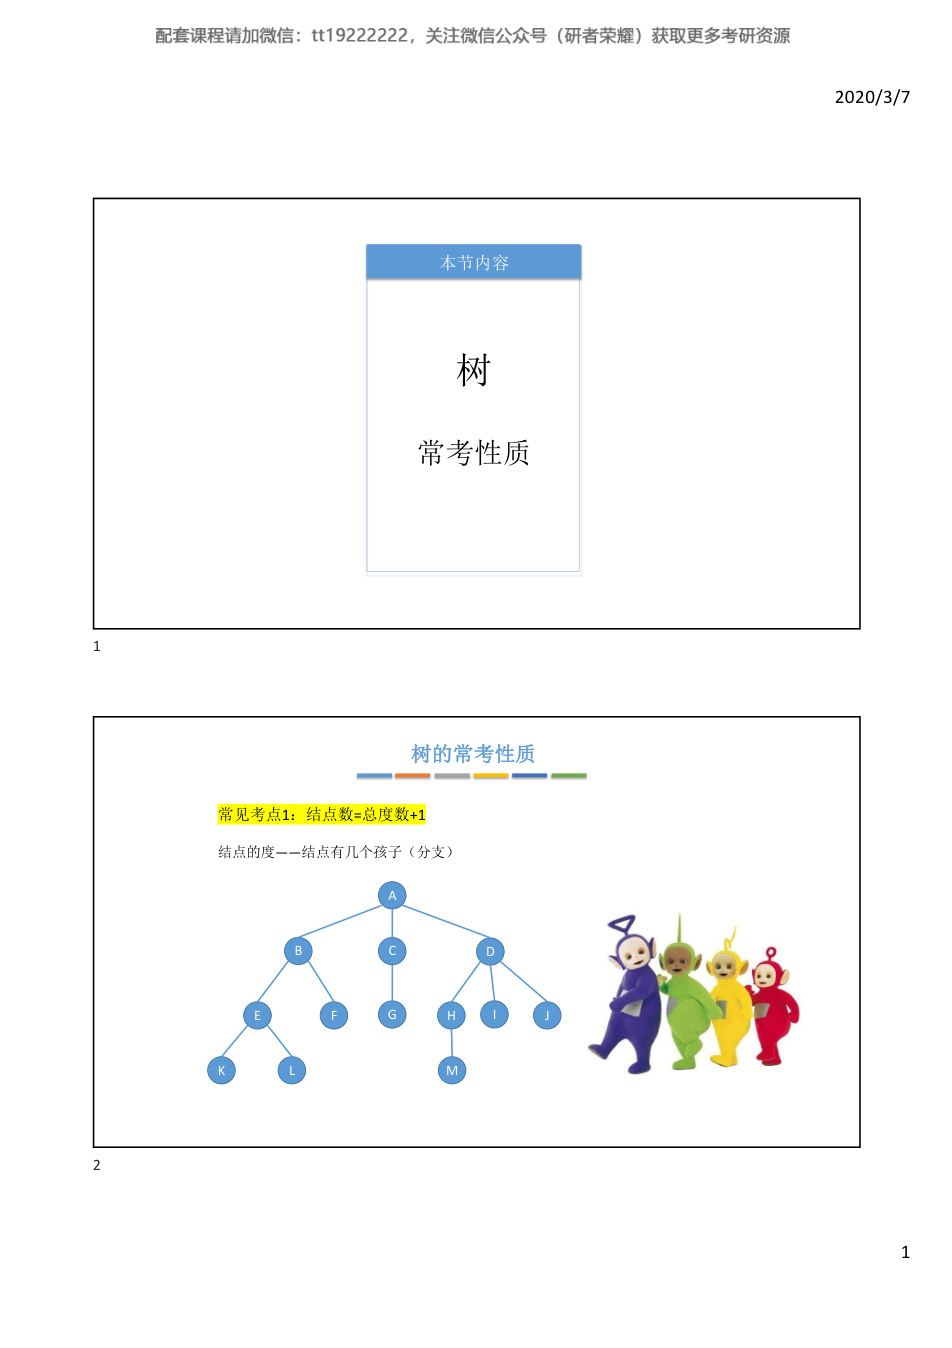 配套课程请加微信：tt19222222，关注微信公众号（研者荣耀）获取更多考研资源
2020/3/7
本节内容
树
常考性质
1
树的常考性质
常见考点1：结点数=总度数+1
结点的度——结点有几个孩子（分支）
A
B C D
E F G H I J
K L M
2
1